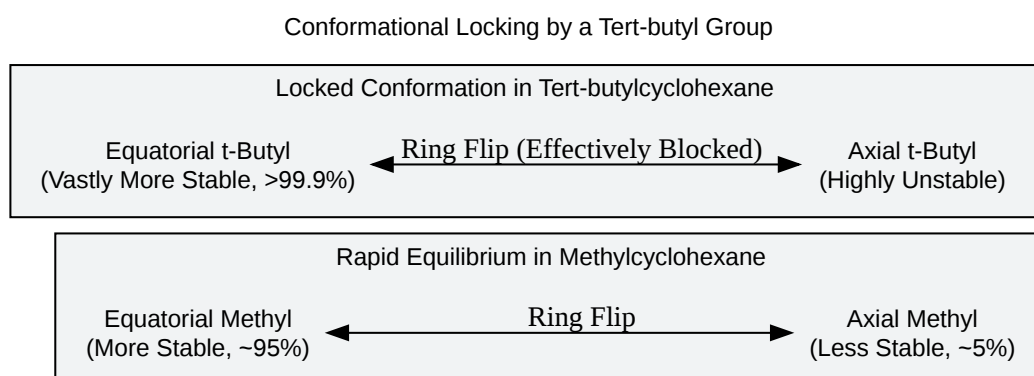 Conformational Locking by a Tert-butyl Group
Locked Conformation in Tert-butylcyclohexane
Equatorial t-Butyl
(Vastly More Stable, >99.9%)
Ring Flip (Effectively Blocked)
Axial t-Butyl
(Highly Unstable)
Rapid Equilibrium in Methylcyclohexane
Equatorial Methyl
(More Stable, ~95%)
Ring Flip
Axial Methyl
(Less Stable, ~5%)